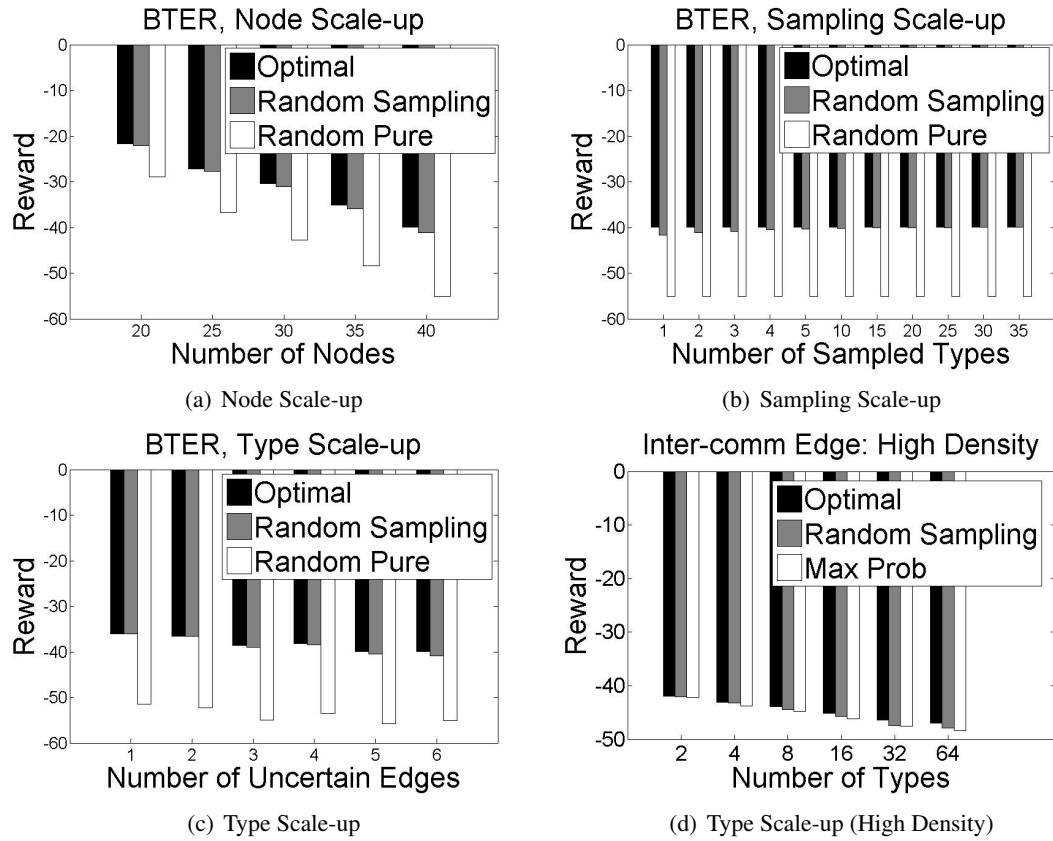 BTER, Node Scale-up
0
-10
-20
-30
-40
-50
-60
Reward
Optimal
Random Sampling
Random Pure
20 25 30 35 40
Number of Nodes
(a) Node Scale-up
BTER, Sampling Scale-up
0
-10
-20
-30
-40
-50
-60
Reward
Optimal
Random Sampling
Random Pure
1 2 3 4 5 10 15 20 25 30 35
Number of Sampled Types
(b) Sampling Scale-up
BTER, Type Scale-up
0
-10
-20
-30
-40
-50
-60
Reward
Optimal
Random Sampling
Random Pure
1 2 3 4 5 6
Number of Uncertain Edges
(c) Type Scale-up
Inter-comm Edge: High Density
0
-10
-20
-30
-40
-50
Reward
Optimal
Random Sampling
Max Prob
2 4 8 16 32 64
Number of Types
(d) Type Scale-up (High Density)